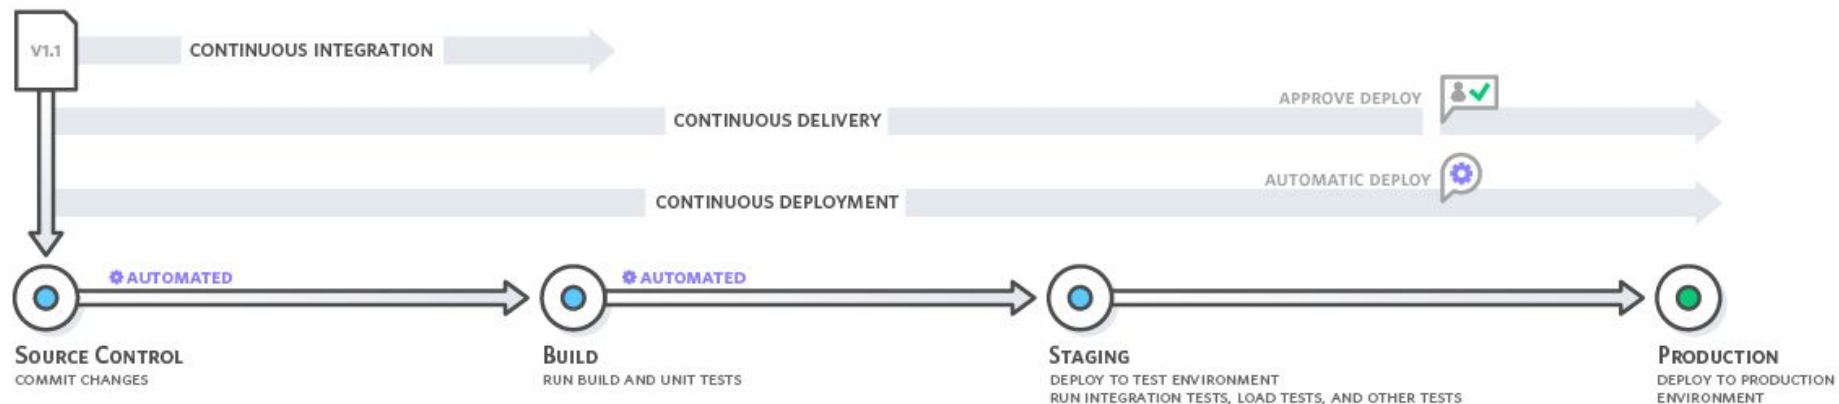 V1.1
CONTINUOUS INTEGRATION
APPROVE DEPLOY
CONTINUOUS DELIVERY
AUTOMATIC DEPLOY
CONTINUOUS DEPLOYMENT
AUTOMATED
AUTOMATED
SOURCE CONTROL
COMMIT CHANGES
BUILD
RUN BUILD AND UNIT TESTS
STAGING
DEPLOY TO TEST ENVIRONMENT
RUN INTEGRATION TESTS, LOAD TESTS, AND OTHER TESTS
PRODUCTION
DEPLOY TO PRODUCTION
ENVIRONMENT